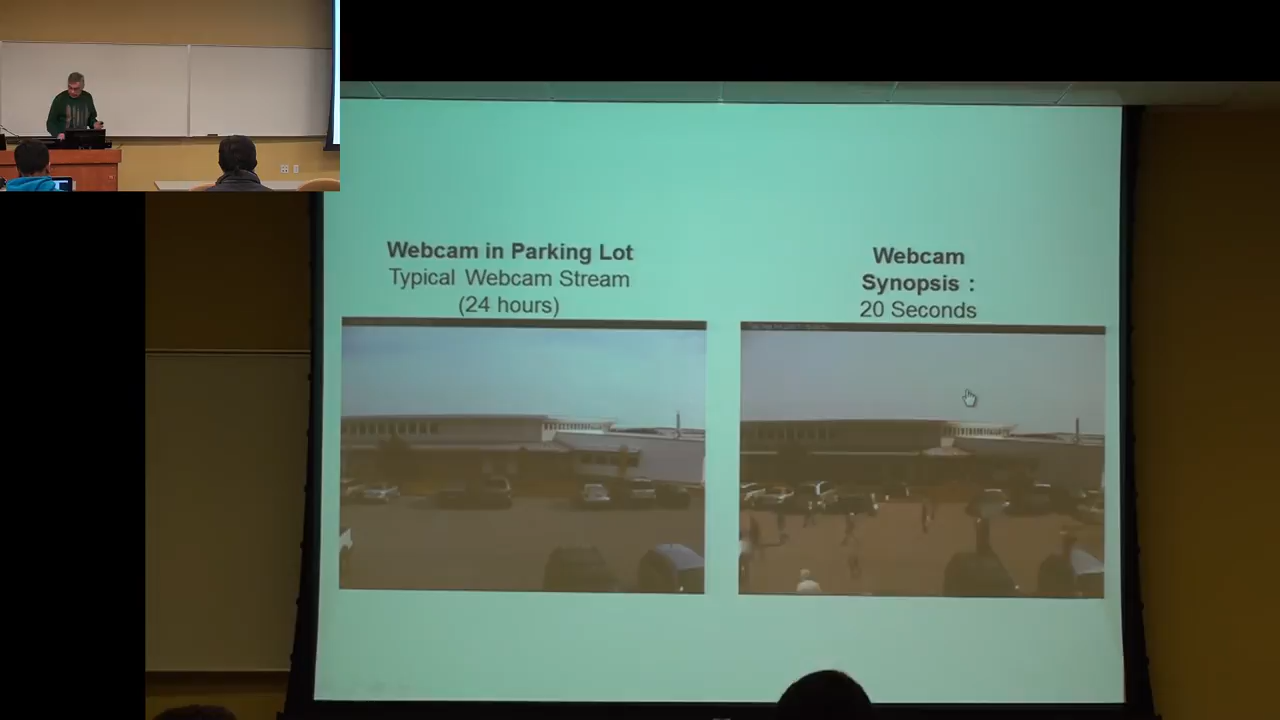 Webcam in Parking Lot
Typical Webcam Stream
(24 hours)
Webcam
Synopsis :
20 Seconds